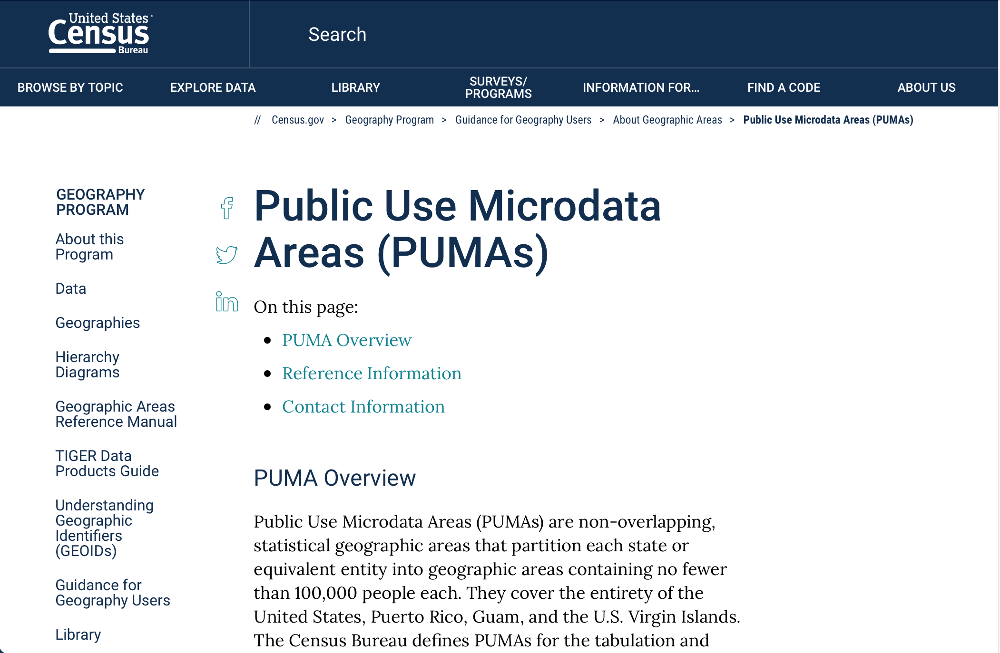 United States™
Census
Bureau
Search
BROWSE BY TOPIC
EXPLORE DATA
LIBRARY
SURVEYS/
PROGRAMS
INFORMATION FOR...
FIND A CODE
ABOUT US
// Census.gov > Geography Program > Guidance for Geography Users > About Geographic Areas > Public Use Microdata Areas (PUMAs)
GEOGRAPHY
PROGRAM
About this
Program
Data
Geographies
Hierarchy
Diagrams
Geographic Areas
Reference Manual
TIGER Data
Products Guide
Understanding
Geographic
Identifiers
(GEOIDs)
Guidance for
Geography Users
Library
f
in
Public Use Microdata
Areas (PUMAs)
On this page:
• PUMA Overview
• Reference Information
• Contact Information
PUMA Overview
Public Use Microdata Areas (PUMAs) are non-overlapping,
statistical geographic areas that partition each state or
equivalent entity into geographic areas containing no fewer
than 100,000 people each. They cover the entirety of the
United States, Puerto Rico, Guam, and the U.S. Virgin Islands.
The Census Bureau defines PUMAs for the tabulation and